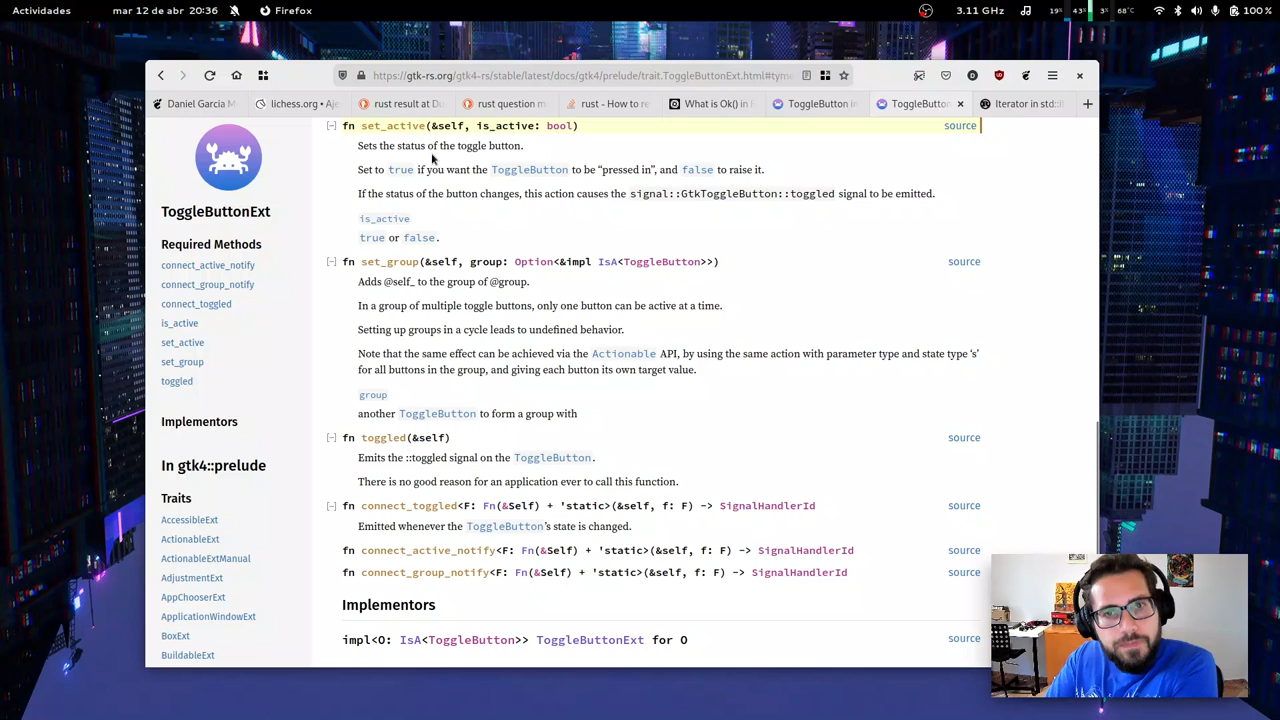 Actividades
mar 12 de abr 20:36
Firefox
3.11 GHz
19%
43%
3%
68°C
100 %
https://gtk-rs.org/gtk4-rs/stable/latest/docs/gtk4/prelude/trait.ToggleButtonExt.html#tyme
Daniel Garcia M
lichess.org • Aje
rust result at Du
rust question m
rust - How to re
What is Ok() in
ToggleButton in
ToggleButton
Iterator in std::it
[−] fn set_active(&self, is_active: bool) source
Sets the status of the toggle button.
Set to true if you want the ToggleButton to be “pressed in”, and false to raise it.
If the status of the button changes, this action causes the signal::GtkToggleButton::toggled signal to be emitted.
is_active
true or false.
[−] fn set_group(&self, group: Option<&impl IsA<ToggleButton>>) source
Adds @self_ to the group of @group.
In a group of multiple toggle buttons, only one button can be active at a time.
Setting up groups in a cycle leads to undefined behavior.
Note that the same effect can be achieved via the Actionable API, by using the same action with parameter type and state type ‘s’
for all buttons in the group, and giving each button its own target value.
group
another ToggleButton to form a group with
[−] fn toggled(&self) source
Emits the ::toggled signal on the ToggleButton.
There is no good reason for an application ever to call this function.
[−] fn connect_toggled<F: Fn(&Self) + 'static>(&self, f: F) -> SignalHandlerId source
Emitted whenever the ToggleButton’s state is changed.
fn connect_active_notify<F: Fn(&Self) + 'static>(&self, f: F) -> SignalHandlerId source
fn connect_group_notify<F: Fn(&Self) + 'static>(&self, f: F) -> SignalHandlerId source
Implementors
impl<O: IsA<ToggleButton>> ToggleButtonExt for O source
ToggleButtonExt
Required Methods
connect_active_notify
connect_group_notify
connect_toggled
is_active
set_active
set_group
toggled
Implementors
In gtk4::prelude
Traits
AccessibleExt
ActionableExt
ActionableExtManual
AdjustmentExt
AppChooserExt
ApplicationWindowExt
BoxExt
BuildableExt